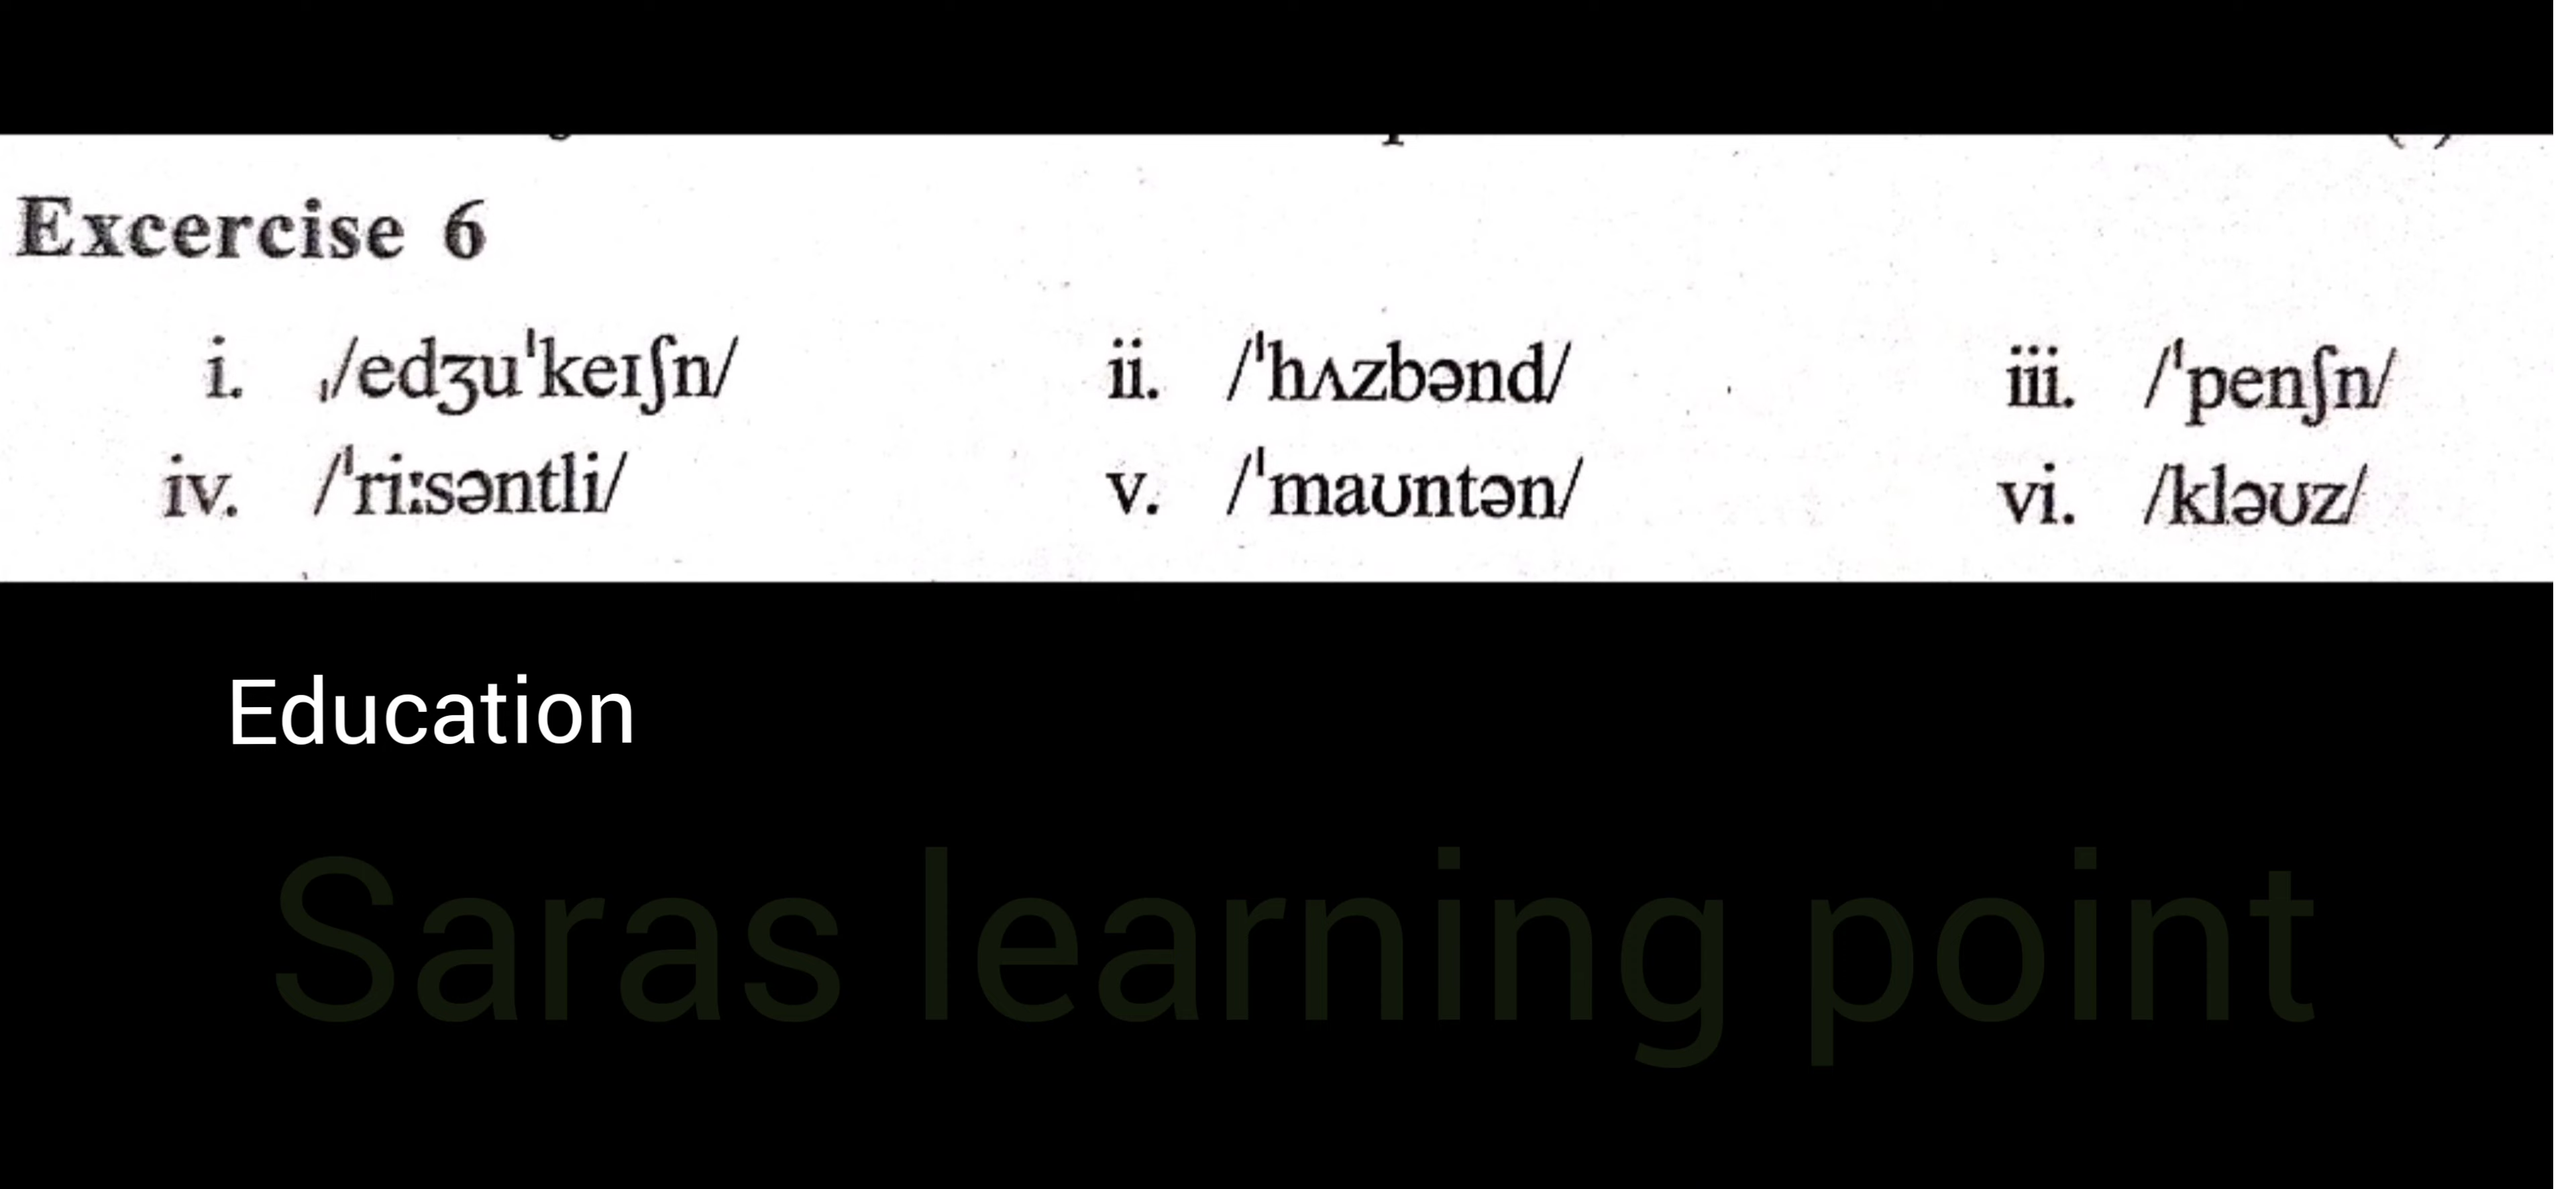 Excercise 6
i. ˌ/edʒuˈkeɪʃn/ ii. /ˈhʌzbənd/ iii. /ˈpenʃn/
iv. /ˈriːsəntli/ v. /ˈmaʊntən/ vi. /kləʊz/
Education
Saras learning point